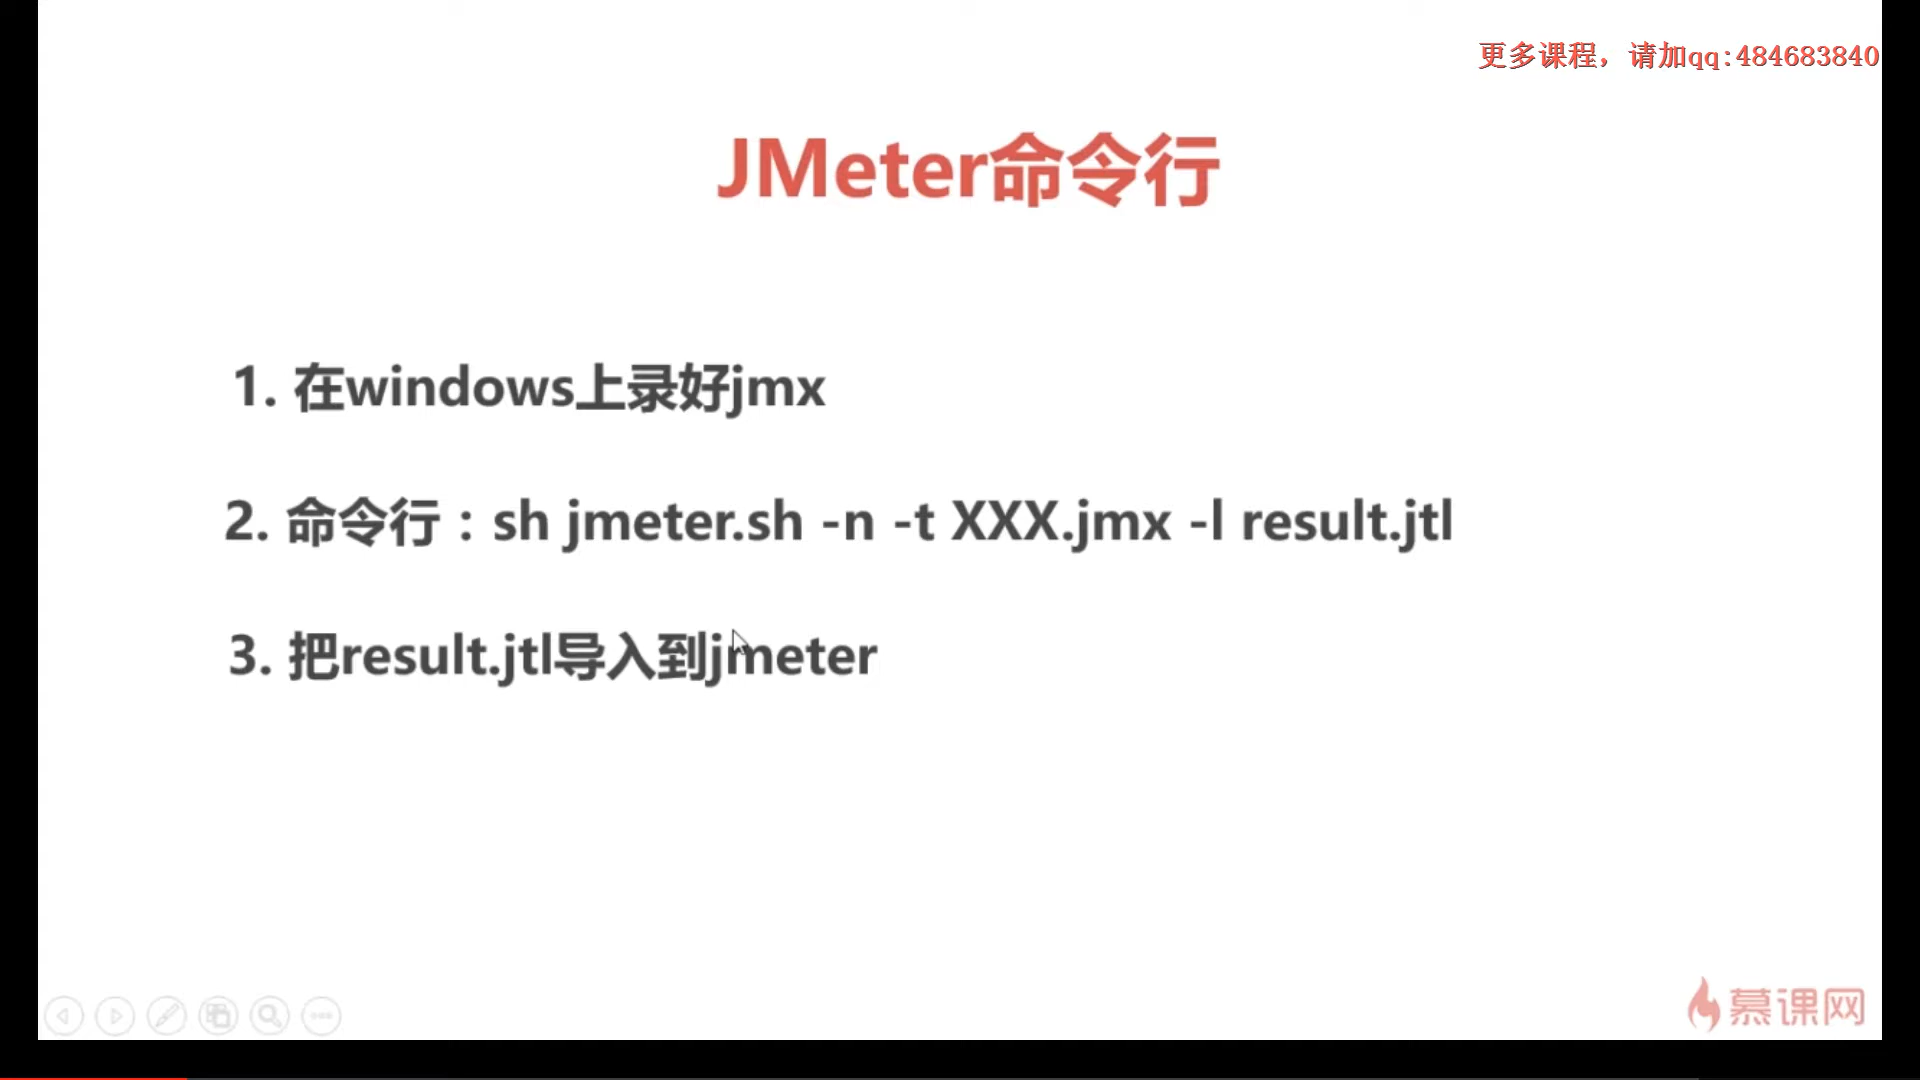 更多课程，请加qq:484683840
JMeter命令行
1. 在windows上录好jmx
2. 命令行：sh jmeter.sh -n -t XXX.jmx -l result.jtl
3. 把result.jtl导入到jmeter
慕课网